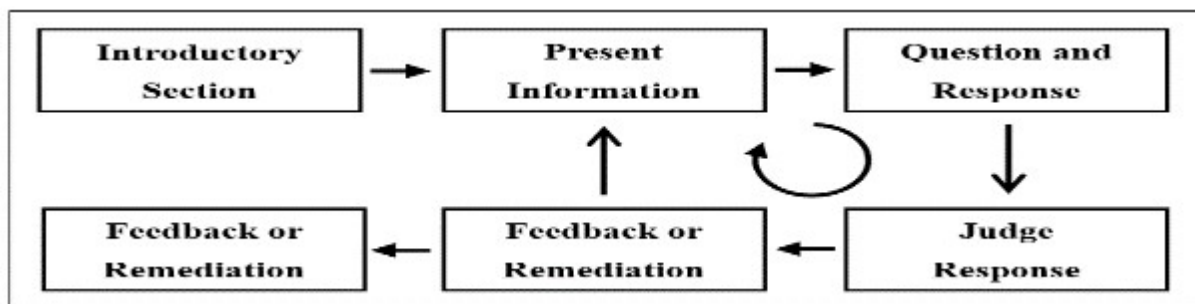 Introductory
Section
Present
Information
Question and
Response
Feedback or
Remediation
Feedback or
Remediation
Judge
Response